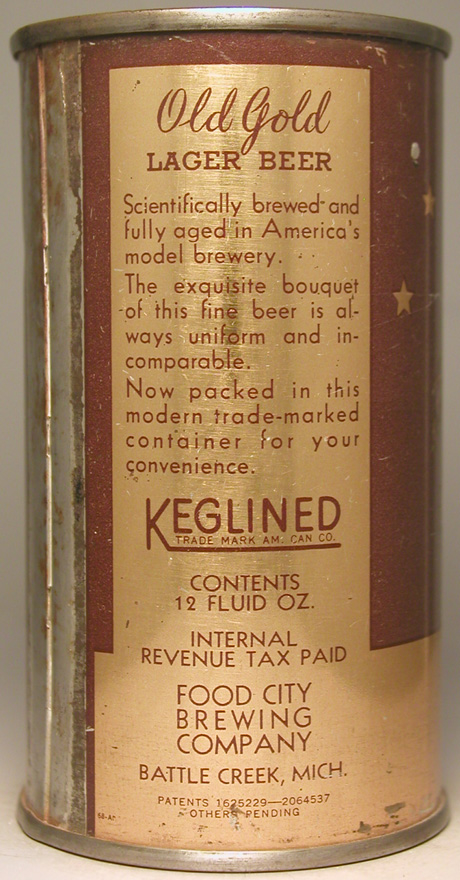 Old Gold
LAGER BEER
Scientifically brewed and
fully aged in America's
model brewery.
The exquisite bouquet
of this fine beer is al-
ways uniform and in-
comparable.
Now packed in this
modern trade-marked
container for your
convenience.
KEGLINED
TRADE MARK AM. CAN CO.
CONTENTS
12 FLUID OZ.
INTERNAL
REVENUE TAX PAID
FOOD CITY
BREWING
COMPANY
BATTLE CREEK, MICH.
PATENTS 1625229—2064537
OTHERS PENDING